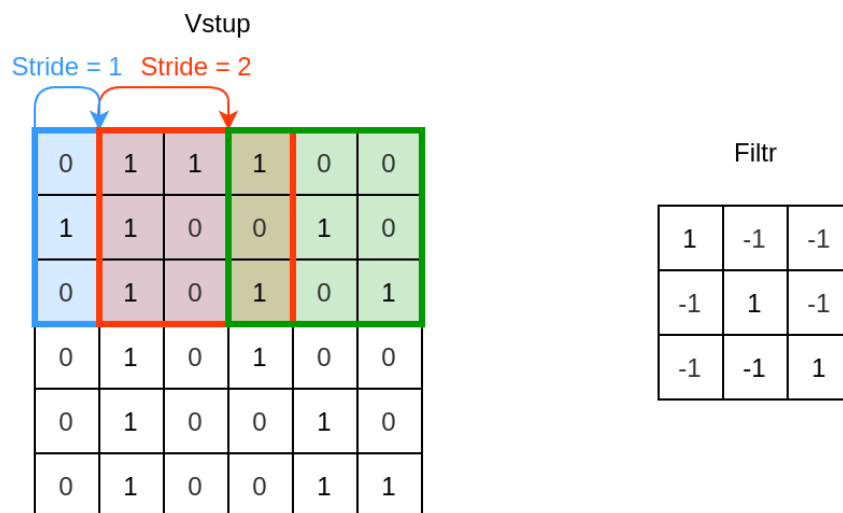 Vstup
Stride = 1 Stride = 2
0 1 1 1 0 0
1 1 0 0 1 0
0 1 0 1 0 1
0 1 0 1 0 0
0 1 0 0 1 0
0 1 0 0 1 1
Filtr
1 -1 -1
-1 1 -1
-1 -1 1